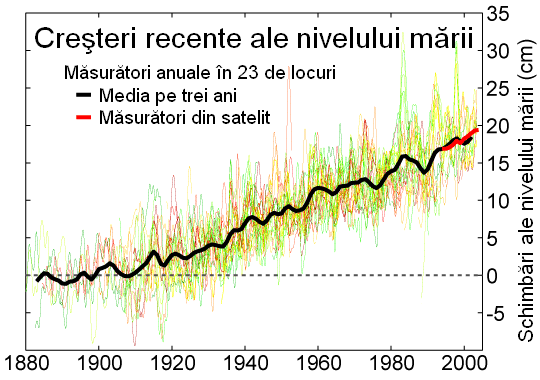 Creşteri recente ale nivelului mării
Măsurători anuale în 23 de locuri
Media pe trei ani
Măsurători din satelit
35
30
25
20
15
10
5
0
-5
Schimbări ale nivelului mării (cm)
1880 1900 1920 1940 1960 1980 2000